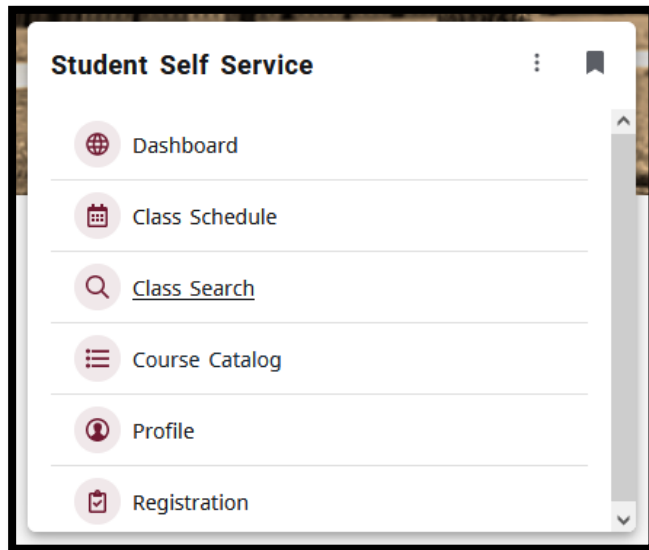 Student Self Service
Dashboard
Class Schedule
Class Search
Course Catalog
Profile
Registration